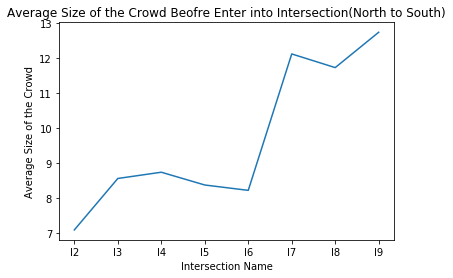 Average Size of the Crowd Beofre Enter into Intersection(North to South)
13
12
11
10
9
8
7
Average Size of the Crowd
I2 I3 I4 I5 I6 I7 I8 I9
Intersection Name